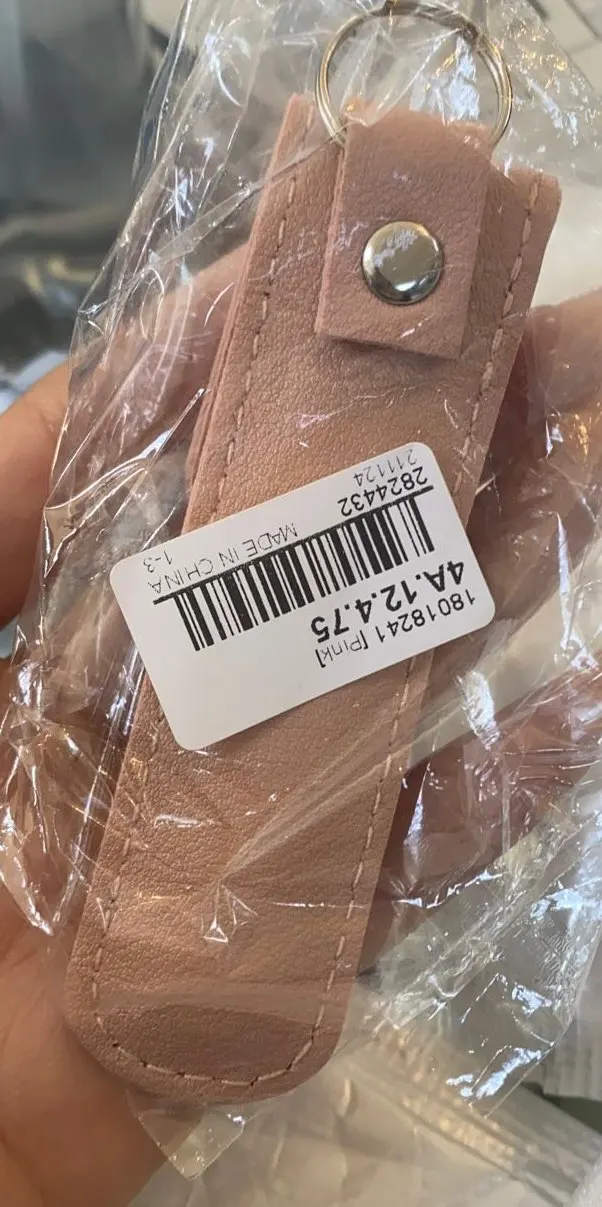 18018241 [Pink]
4A.12.4.75
MADE IN CHINA
2824432
1-3
211124